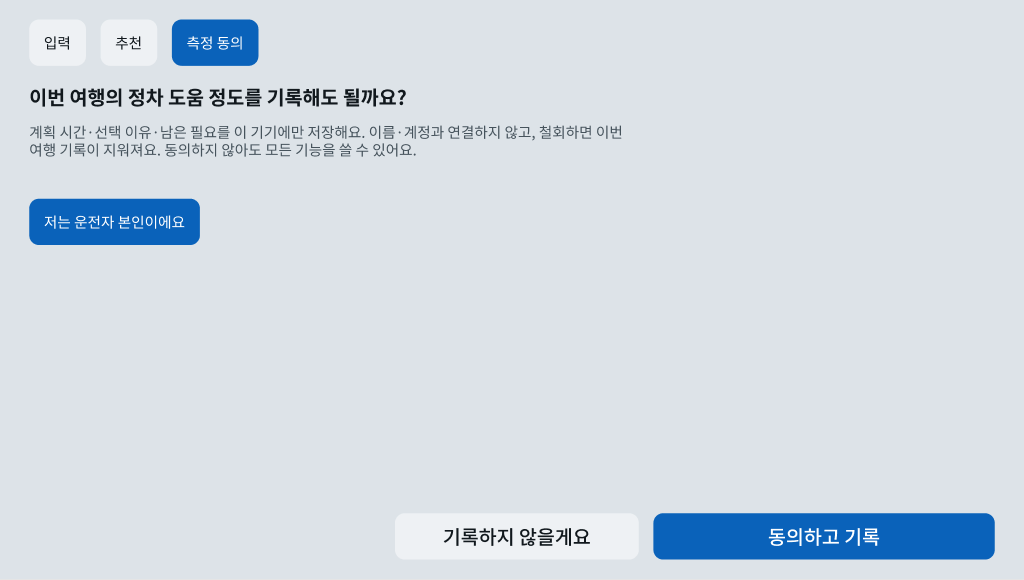 입력
추천
측정 동의
이번 여행의 정차 도움 정도를 기록해도 될까요?
계획 시간·선택 이유·남은 필요를 이 기기에만 저장해요. 이름·계정과 연결하지 않고, 철회하면 이번
여행 기록이 지워져요. 동의하지 않아도 모든 기능을 쓸 수 있어요.
저는 운전자 본인이에요
기록하지 않을게요
동의하고 기록